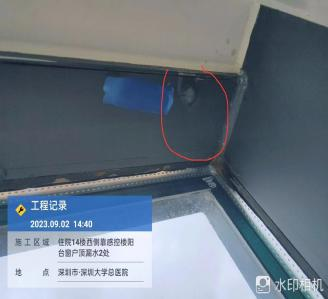 工程记录
2023.09.02 14:40
施工区域 住院14楼西侧靠感控楼阳
台窗户顶漏水2处
地点 深圳市·深圳大学总医院
水印相机